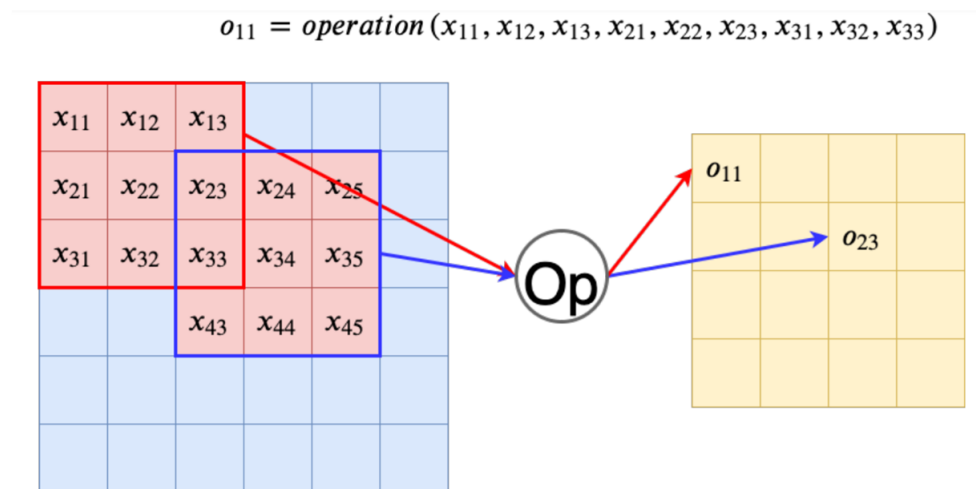 o₁₁ = operation (x₁₁, x₁₂, x₁₃, x₂₁, x₂₂, x₂₃, x₃₁, x₃₂, x₃₃)
x₁₁ x₁₂ x₁₃
x₂₁ x₂₂ x₂₃ x₂₄ x₂₅
x₃₁ x₃₂ x₃₃ x₃₄ x₃₅
x₄₃ x₄₄ x₄₅
Op
o₁₁
o₂₃